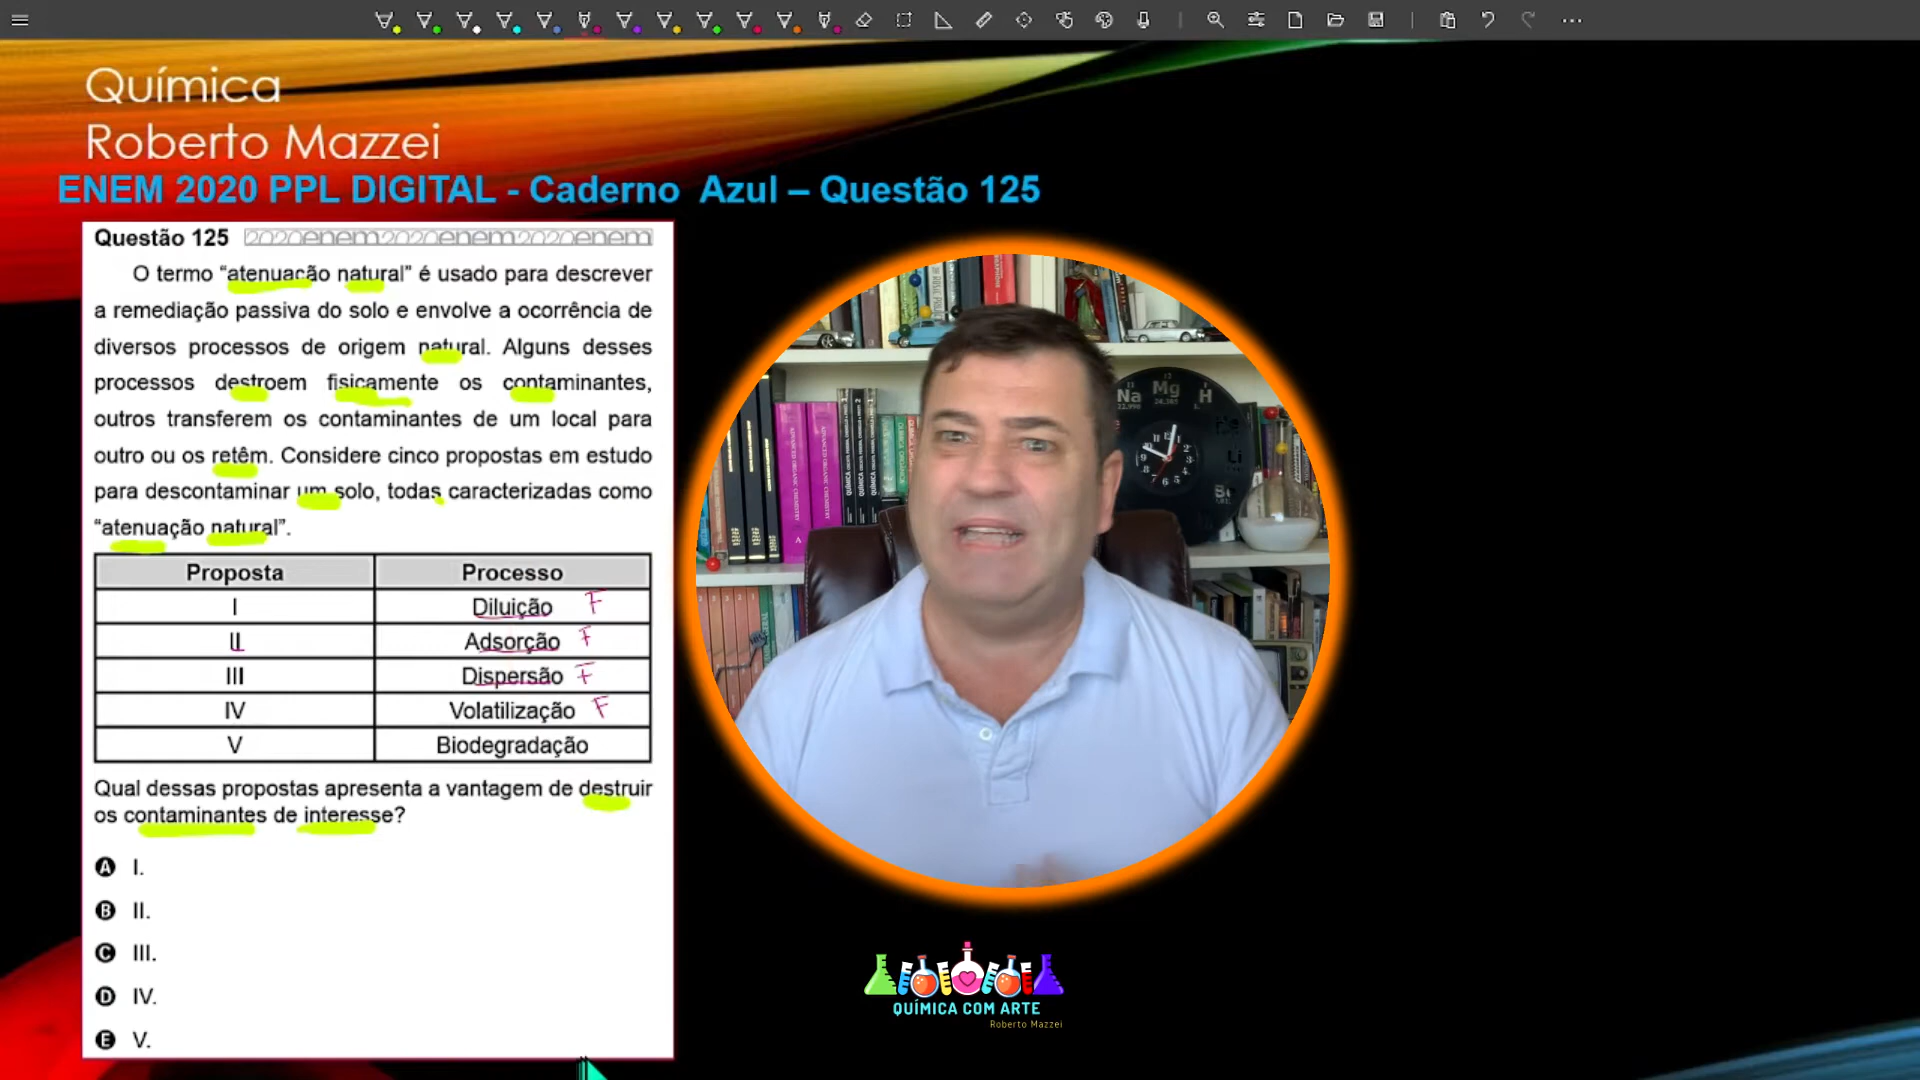 Química
Roberto Mazzei
ENEM 2020 PPL DIGITAL - Caderno Azul – Questão 125
Questão 125 2020enem2020enem2020enem
O termo “atenuação natural” é usado para descrever
a remediação passiva do solo e envolve a ocorrência de
diversos processos de origem natural. Alguns desses
processos destroem fisicamente os contaminantes,
outros transferem os contaminantes de um local para
outro ou os retêm. Considere cinco propostas em estudo
para descontaminar um solo, todas caracterizadas como
“atenuação natural”.
Proposta Processo
I Diluição F
II Adsorção F
III Dispersão F
IV Volatilização F
V Biodegradação
Qual dessas propostas apresenta a vantagem de destruir
os contaminantes de interesse?
A I.
B II.
C III.
D IV.
E V.
Na Mg H
QUÍMICA COM ARTE
Roberto Mazzei